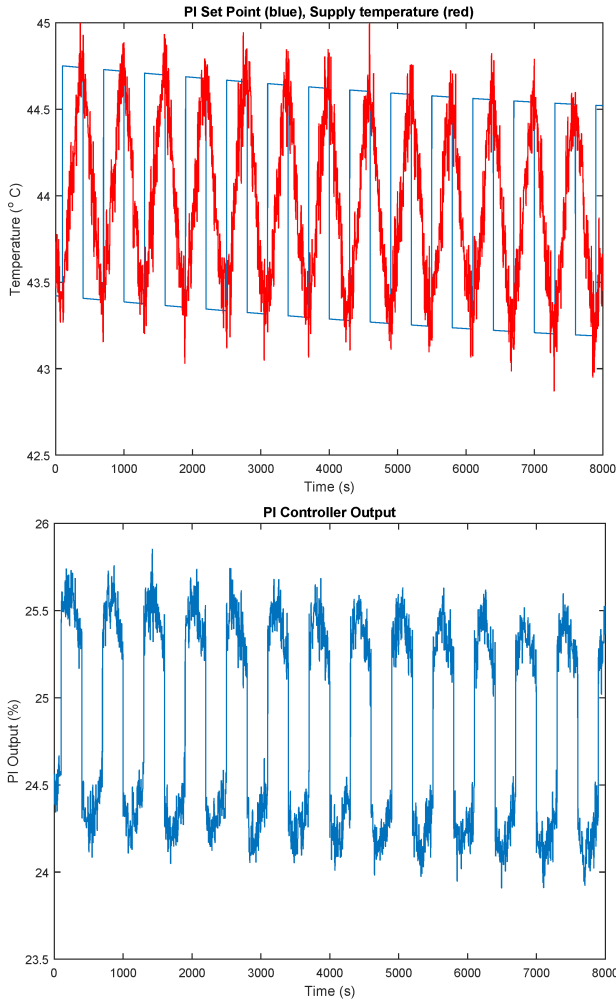 PI Set Point (blue), Supply temperature (red)
45
44.5
44
43.5
43
42.5
Temperature (° C)
0 1000 2000 3000 4000 5000 6000 7000 8000
Time (s)
PI Controller Output
26
25.5
25
24.5
24
23.5
PI Output (%)
0 1000 2000 3000 4000 5000 6000 7000 8000
Time (s)